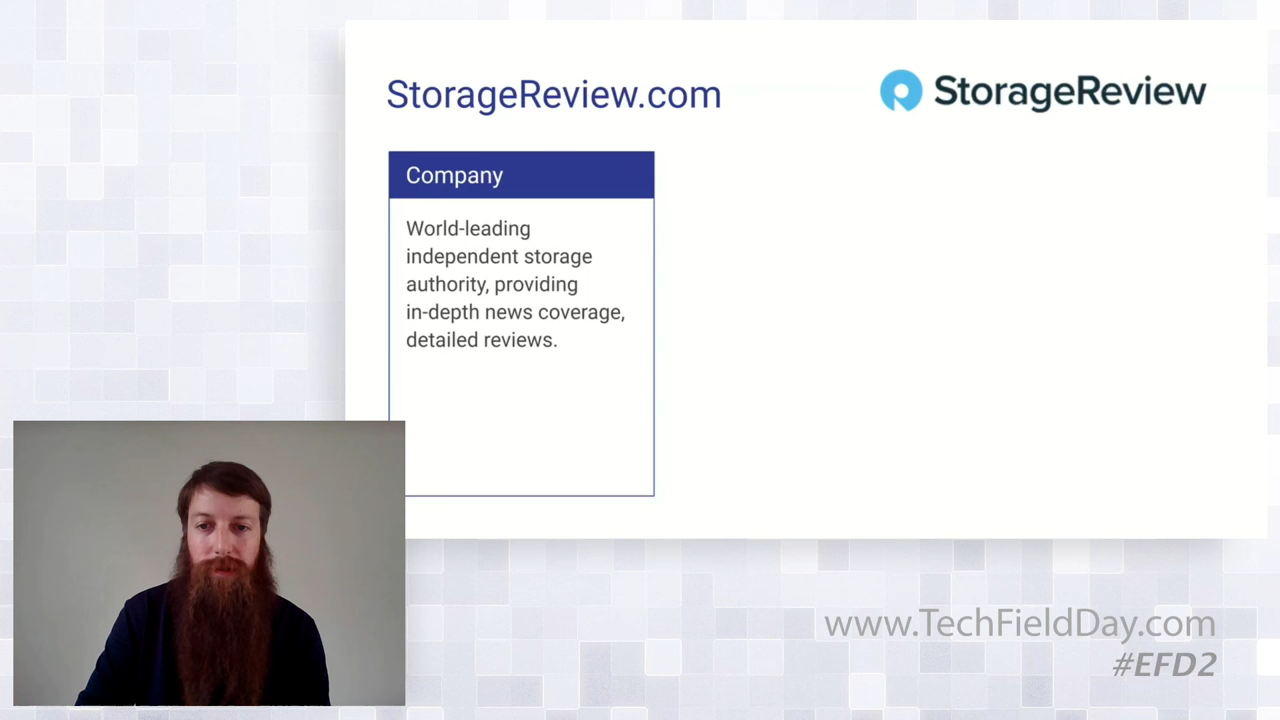 StorageReview.com
StorageReview
Company
World-leading
independent storage
authority, providing
in-depth news coverage,
detailed reviews.
www.TechFieldDay.com
#EFD2